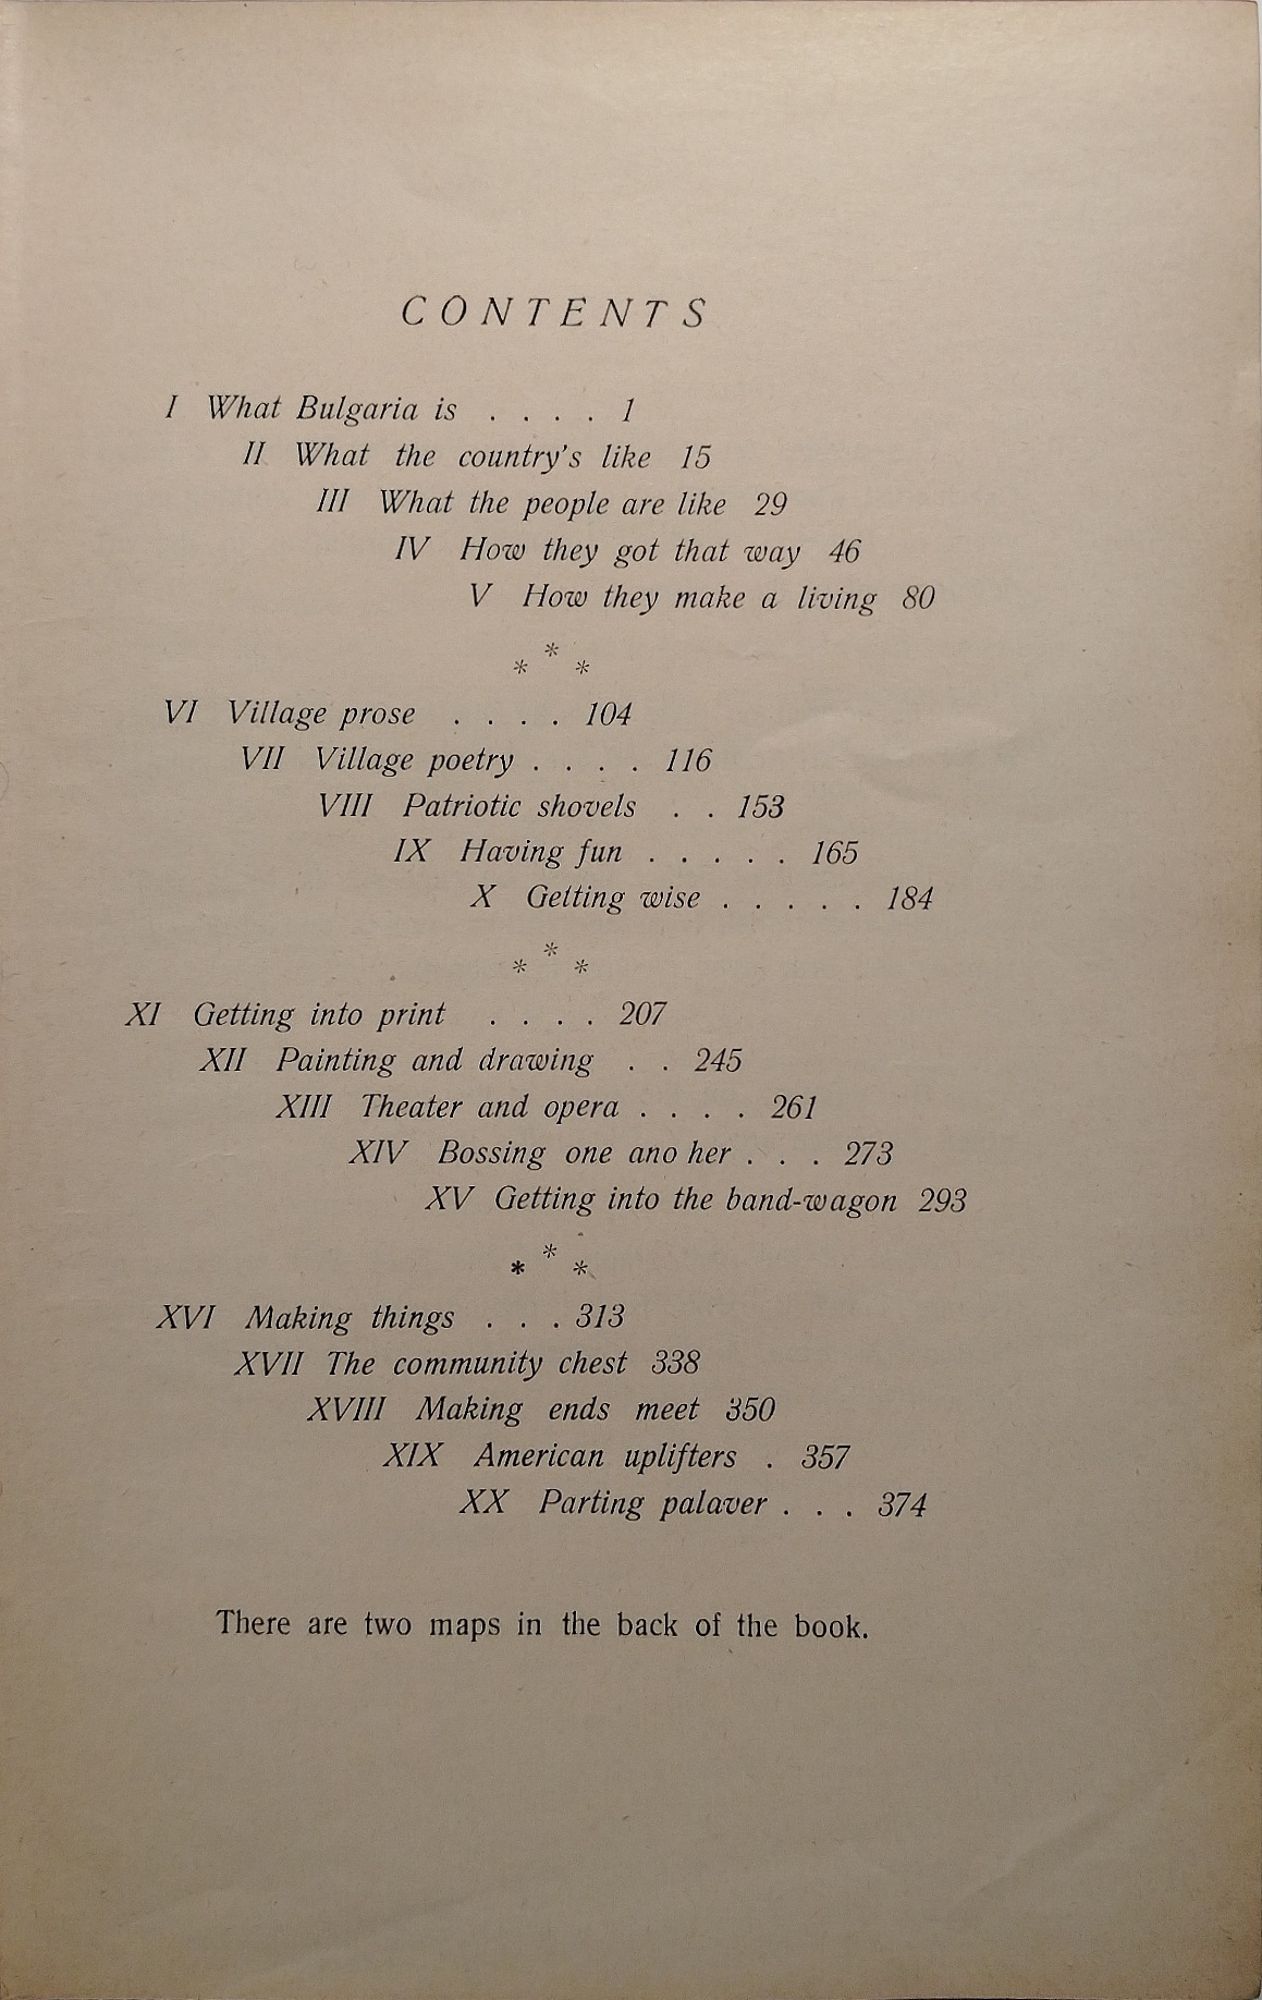 CONTENTS
I What Bulgaria is . . . . 1
II What the country's like 15
III What the people are like 29
IV How they got that way 46
V How they make a living 80
* * *
VI Village prose . . . . 104
VII Village poetry . . . . 116
VIII Patriotic shovels . . 153
IX Having fun . . . . . 165
X Getting wise . . . . . 184
* * *
XI Getting into print . . . . 207
XII Painting and drawing . . 245
XIII Theater and opera . . . . 261
XIV Bossing one ano her . . . 273
XV Getting into the band-wagon 293
* * *
XVI Making things . . . 313
XVII The community chest 338
XVIII Making ends meet 350
XIX American uplifters . 357
XX Parting palaver . . . 374
There are two maps in the back of the book.